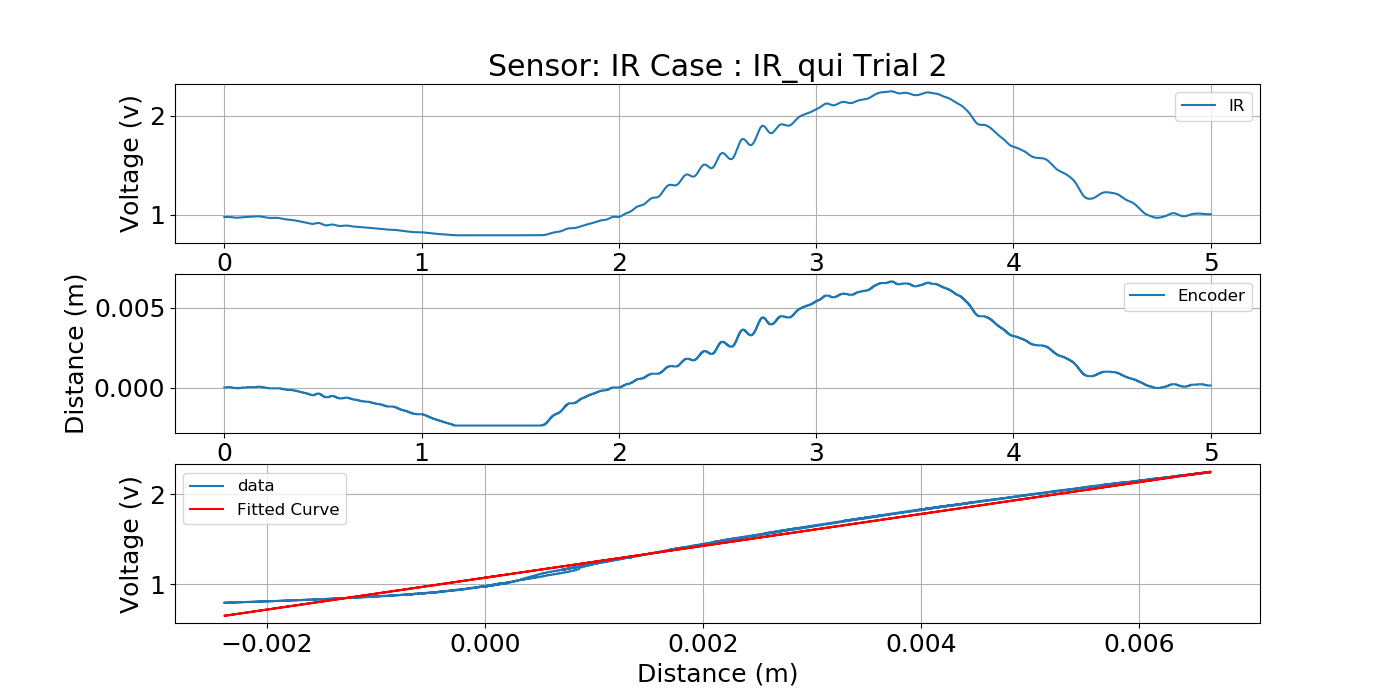 Sensor: IR Case : IR_qui Trial 2
Voltage (v)
2
1
IR
0 1 2 3 4 5
Distance (m)
0.005
0.000
Encoder
0 1 2 3 4 5
Voltage (v)
2
1
data
Fitted Curve
−0.002 0.000 0.002 0.004 0.006
Distance (m)